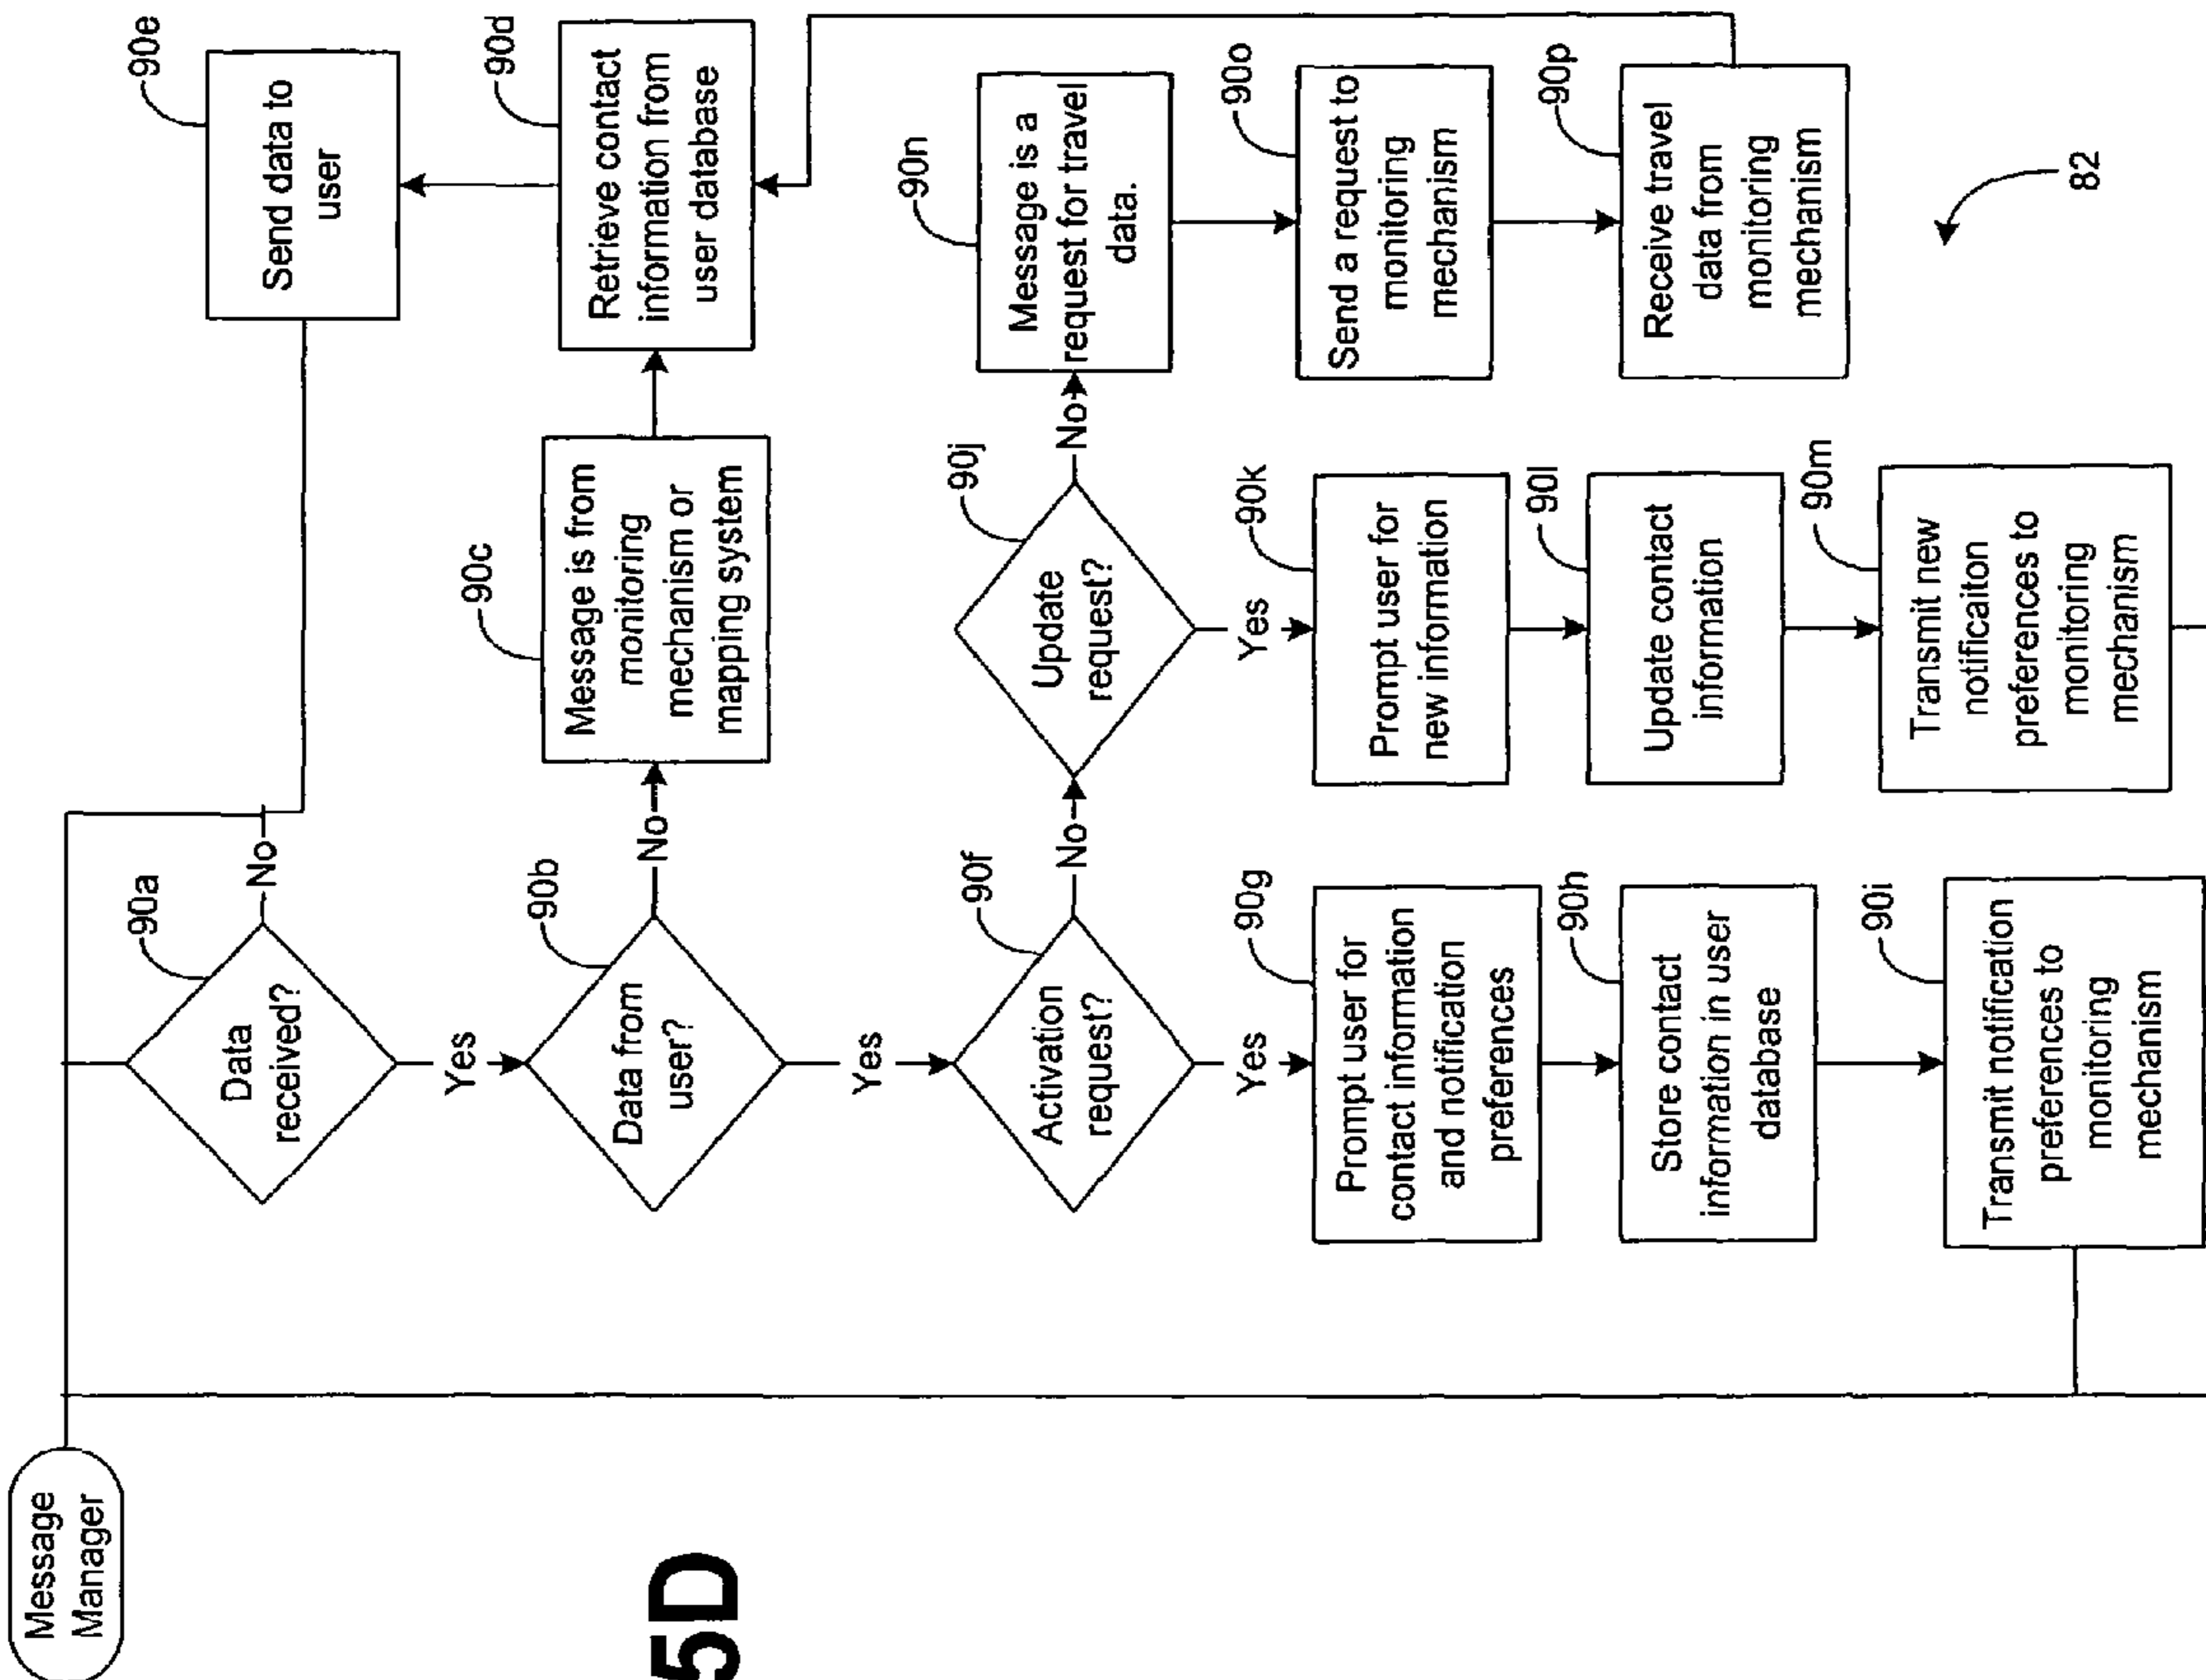 Message
Manager
90a
Data
received?
No
Yes
90b
Data from
user?
No
Yes
90c
Message is from
monitoring
mechanism or
mapping system
90d
Retrieve contact
information from
user database
90e
Send data to
user
90f
Activation
request?
No
Yes
90g
Prompt user for
contact information
and notification
preferences
90h
Store contact
information in user
database
90i
Transmit notification
preferences to
monitoring
mechanism
90j
Update
request?
No
Yes
90k
Prompt user for
new information
90l
Update contact
information
90m
Transmit new
notificaiton
preferences to
monitoring
mechanism
90n
Message is a
request for travel
data.
90o
Send a request to
monitoring
mechanism
90p
Receive travel
data from
monitoring
mechanism
82
5D